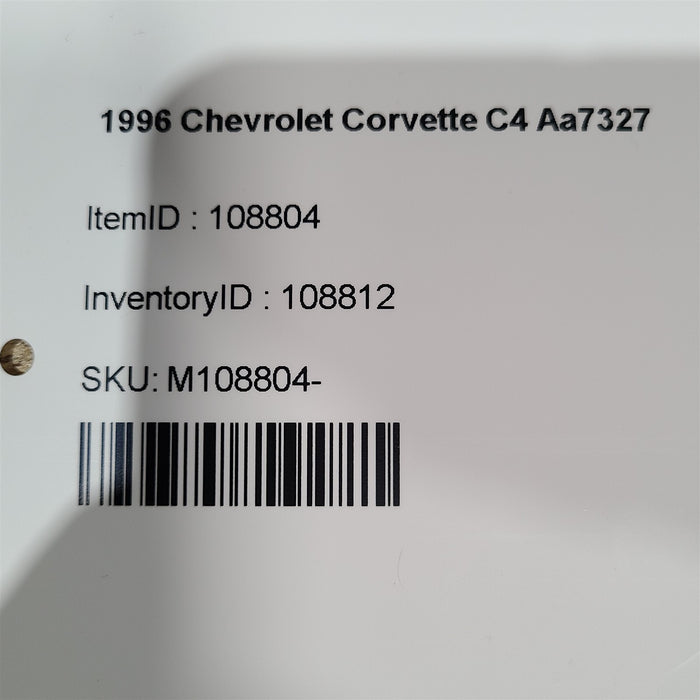 1996 Chevrolet Corvette C4 Aa7327
ItemID : 108804
InventoryID : 108812
SKU: M108804-